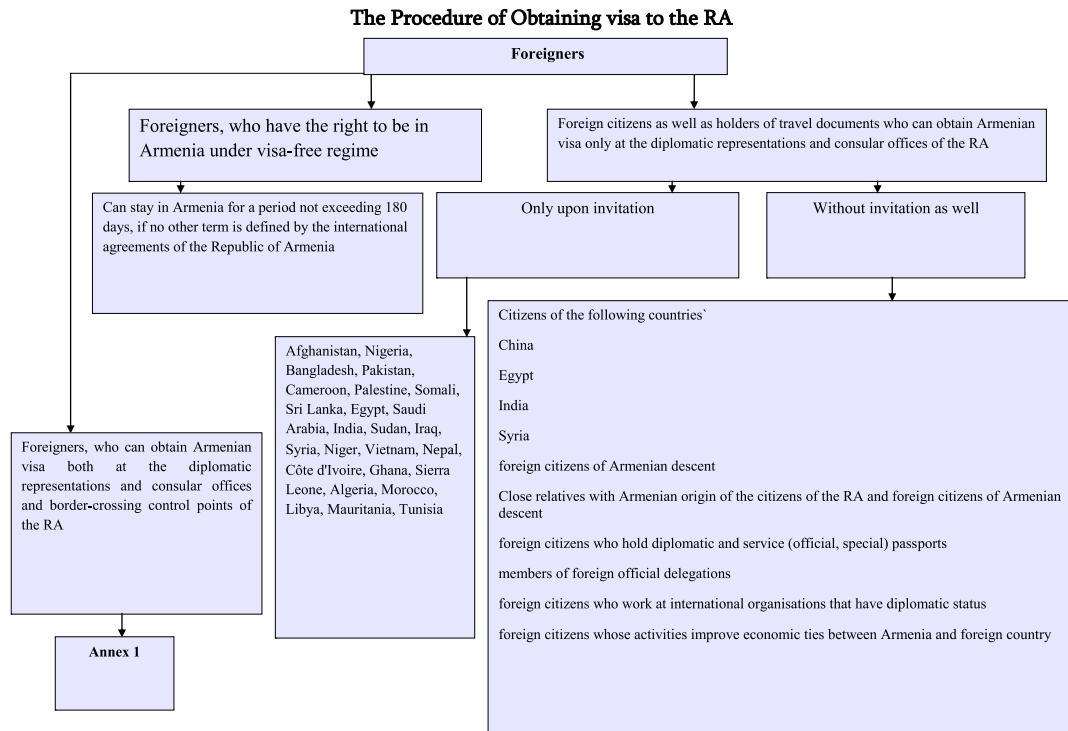 The Procedure of Obtaining visa to the RA
Foreigners
Foreigners, who have the right to be in
Armenia under visa-free regime
Foreign citizens as well as holders of travel documents who can obtain Armenian
visa only at the diplomatic representations and consular offices of the RA
Can stay in Armenia for a period not exceeding 180
days, if no other term is defined by the international
agreements of the Republic of Armenia
Only upon invitation
Without invitation as well
Afghanistan, Nigeria,
Bangladesh, Pakistan,
Cameroon, Palestine, Somali,
Sri Lanka, Egypt, Saudi
Arabia, India, Sudan, Iraq,
Syria, Niger, Vietnam, Nepal,
Côte d'Ivoire, Ghana, Sierra
Leone, Algeria, Morocco,
Libya, Mauritania, Tunisia
Citizens of the following countries`
China
Egypt
India
Syria
foreign citizens of Armenian descent
Close relatives with Armenian origin of the citizens of the RA and foreign citizens of Armenian
descent
foreign citizens who hold diplomatic and service (official, special) passports
members of foreign official delegations
foreign citizens who work at international organisations that have diplomatic status
foreign citizens whose activities improve economic ties between Armenia and foreign country
Foreigners, who can obtain Armenian
visa both at the diplomatic
representations and consular offices
and border-crossing control points of
the RA
Annex 1